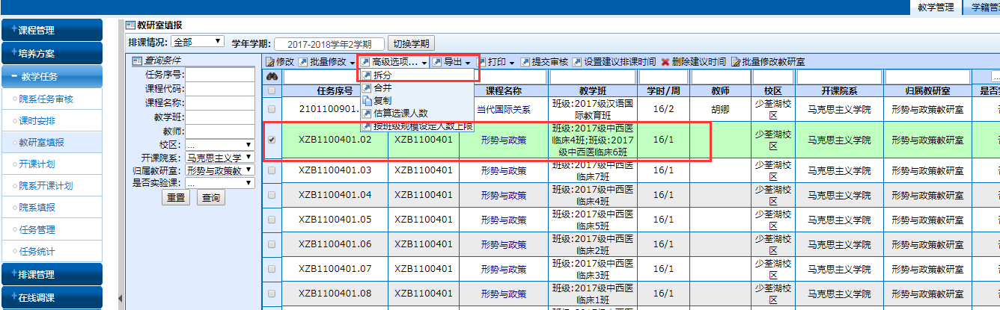 教学管理 学籍管理
课程管理
培养方案
教学任务
院系任务审核
课时安排
教研室填报
开课计划
院系开课计划
院系填报
任务管理
任务统计
排课管理
在线调课
教研室填报
排课情况: 全部 学年学期: 2017-2018学年2学期 切换学期
查询条件
任务序号:
课程代码:
课程名称:
教学班:
教师:
校区: ...
开课院系: 马克思主义学
归属教研室: 形势与政策教
是否实验课: ...
重置 查询
修改 批量修改 高级选项... 导出 打印 提交审核 设置建议排课时间 删除建议时间 批量修改教研室
拆分
合并
复制
估算选课人数
按班级规模设定人数上限
...
任务序号 课程名称 教学班 学时/周 教师 校区 开课院系 归属教研室 是否实
2101100901. 当代国际关系 班级:2017级汉语国 16/2 胡卿 少荃湖校 马克思主义学院 形势与政策教研室
际教育班 区
XZB1100401.02 XZB1100401 形势与政策 班级:2017级中西医 16/1 少荃湖校 马克思主义学院 形势与政策教研室
临床4班;班级:2017 区
级中西医临床6班
XZB1100401.03 XZB1100401 形势与政策 班级:2017级中西医 16/1 少荃湖校 马克思主义学院 形势与政策教研室
临床7班 区
XZB1100401.04 XZB1100401 形势与政策 班级:2017级中西医 16/1 少荃湖校 马克思主义学院 形势与政策教研室
临床4班 区
XZB1100401.05 XZB1100401 形势与政策 班级:2017级中西医 16/1 少荃湖校 马克思主义学院 形势与政策教研室
临床5班 区
XZB1100401.06 XZB1100401 形势与政策 班级:2017级中西医 16/1 少荃湖校 马克思主义学院 形势与政策教研室
临床2班 区
XZB1100401.07 XZB1100401 形势与政策 班级:2017级中西医 16/1 少荃湖校 马克思主义学院 形势与政策教研室
临床3班 区
XZB1100401.08 XZB1100401 形势与政策 班级:2017级中西医 16/1 少荃湖校 马克思主义学院 形势与政策教研室
临床1班 区